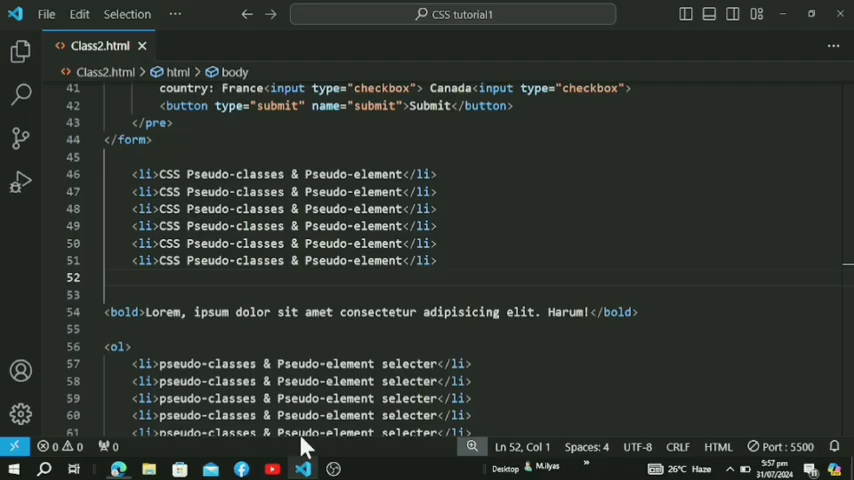 File Edit Selection ··· CSS tutorial1
Class2.html
Class2.html html body
41 country: France<input type="checkbox"> Canada<input type="checkbox">
42 <button type="submit" name="submit">Submit</button>
43 </pre>
44 </form>
45
46 <li>CSS Pseudo-classes & Pseudo-element</li>
47 <li>CSS Pseudo-classes & Pseudo-element</li>
48 <li>CSS Pseudo-classes & Pseudo-element</li>
49 <li>CSS Pseudo-classes & Pseudo-element</li>
50 <li>CSS Pseudo-classes & Pseudo-element</li>
51 <li>CSS Pseudo-classes & Pseudo-element</li>
52
53
54 <bold>Lorem, ipsum dolor sit amet consectetur adipisicing elit. Harum!</bold>
55
56 <ol>
57 <li>pseudo-classes & Pseudo-element selecter</li>
58 <li>pseudo-classes & Pseudo-element selecter</li>
59 <li>pseudo-classes & Pseudo-element selecter</li>
60 <li>pseudo-classes & Pseudo-element selecter</li>
61 <li>pseudo-classes & Pseudo-element selecter</li>
0 0 0 Ln 52, Col 1 Spaces: 4 UTF-8 CRLF HTML Port : 5500
Desktop M.ilyas » 26°C Haze 5:57 pm
31/07/2024